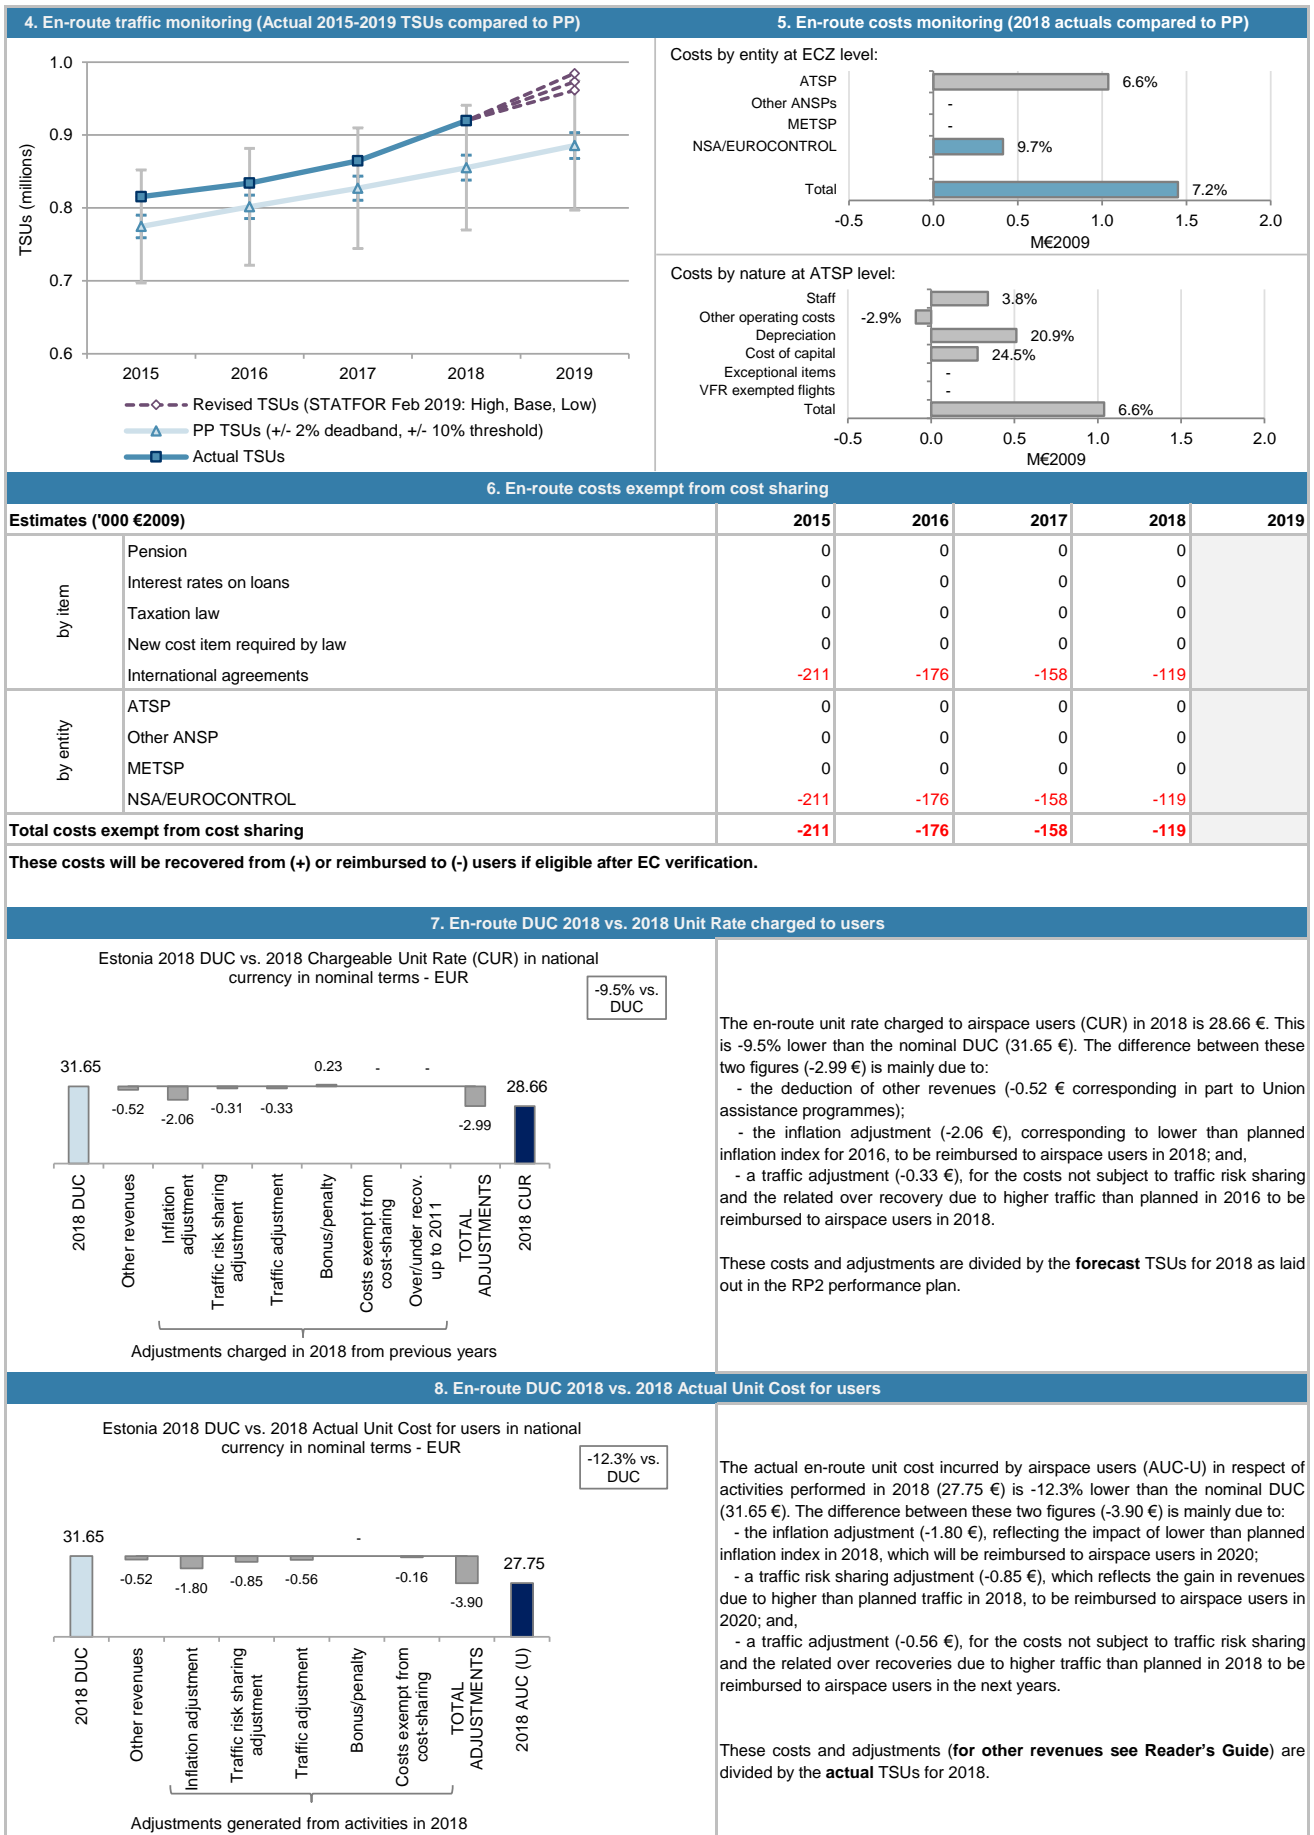 4. En-route traffic monitoring (Actual 2015-2019 TSUs compared to PP)
1.0
0.9
0.8
0.7
0.6
TSUs (millions)
2015 2016 2017 2018 2019
Revised TSUs (STATFOR Feb 2019: High, Base, Low)
PP TSUs (+/- 2% deadband, +/- 10% threshold)
Actual TSUs
5. En-route costs monitoring (2018 actuals compared to PP)
Costs by entity at ECZ level:
ATSP 6.6%
Other ANSPs -
METSP -
NSA/EUROCONTROL 9.7%
Total 7.2%
-0.5 0.0 0.5 1.0 1.5 2.0
M€2009
Costs by nature at ATSP level:
Staff 3.8%
Other operating costs -2.9%
Depreciation 20.9%
Cost of capital 24.5%
Exceptional items -
VFR exempted flights -
Total 6.6%
-0.5 0.0 0.5 1.0 1.5 2.0
M€2009
6. En-route costs exempt from cost sharing
Estimates ('000 €2009) 2015 2016 2017 2018 2019
by item
Pension 0 0 0 0
Interest rates on loans 0 0 0 0
Taxation law 0 0 0 0
New cost item required by law 0 0 0 0
International agreements -211 -176 -158 -119
by entity
ATSP 0 0 0 0
Other ANSP 0 0 0 0
METSP 0 0 0 0
NSA/EUROCONTROL -211 -176 -158 -119
Total costs exempt from cost sharing -211 -176 -158 -119
These costs will be recovered from (+) or reimbursed to (-) users if eligible after EC verification.
7. En-route DUC 2018 vs. 2018 Unit Rate charged to users
Estonia 2018 DUC vs. 2018 Chargeable Unit Rate (CUR) in national
currency in nominal terms - EUR
-9.5% vs.
DUC
31.65 -0.52 -2.06 -0.31 -0.33 0.23 - - -2.99 28.66
2018 DUC
Other revenues
Inflation
adjustment
Traffic risk sharing
adjustment
Traffic adjustment
Bonus/penalty
Costs exempt from
cost-sharing
Over/under recov.
up to 2011
TOTAL
ADJUSTMENTS
2018 CUR
Adjustments charged in 2018 from previous years
The en-route unit rate charged to airspace users (CUR) in 2018 is 28.66 €. This
is -9.5% lower than the nominal DUC (31.65 €). The difference between these
two figures (-2.99 €) is mainly due to:
- the deduction of other revenues (-0.52 € corresponding in part to Union
assistance programmes);
- the inflation adjustment (-2.06 €), corresponding to lower than planned
inflation index for 2016, to be reimbursed to airspace users in 2018; and,
- a traffic adjustment (-0.33 €), for the costs not subject to traffic risk sharing
and the related over recovery due to higher traffic than planned in 2016 to be
reimbursed to airspace users in 2018.
These costs and adjustments are divided by the forecast TSUs for 2018 as laid
out in the RP2 performance plan.
8. En-route DUC 2018 vs. 2018 Actual Unit Cost for users
Estonia 2018 DUC vs. 2018 Actual Unit Cost for users in national
currency in nominal terms - EUR
-12.3% vs.
DUC
31.65 -0.52 -1.80 -0.85 -0.56 - -0.16 -3.90 27.75
2018 DUC
Other revenues
Inflation adjustment
Traffic risk sharing
adjustment
Traffic adjustment
Bonus/penalty
Costs exempt from
cost-sharing
TOTAL
ADJUSTMENTS
2018 AUC (U)
Adjustments generated from activities in 2018
The actual en-route unit cost incurred by airspace users (AUC-U) in respect of
activities performed in 2018 (27.75 €) is -12.3% lower than the nominal DUC
(31.65 €). The difference between these two figures (-3.90 €) is mainly due to:
- the inflation adjustment (-1.80 €), reflecting the impact of lower than planned
inflation index in 2018, which will be reimbursed to airspace users in 2020;
- a traffic risk sharing adjustment (-0.85 €), which reflects the gain in revenues
due to higher than planned traffic in 2018, to be reimbursed to airspace users in
2020; and,
- a traffic adjustment (-0.56 €), for the costs not subject to traffic risk sharing
and the related over recoveries due to higher traffic than planned in 2018 to be
reimbursed to airspace users in the next years.
These costs and adjustments (for other revenues see Reader's Guide) are
divided by the actual TSUs for 2018.